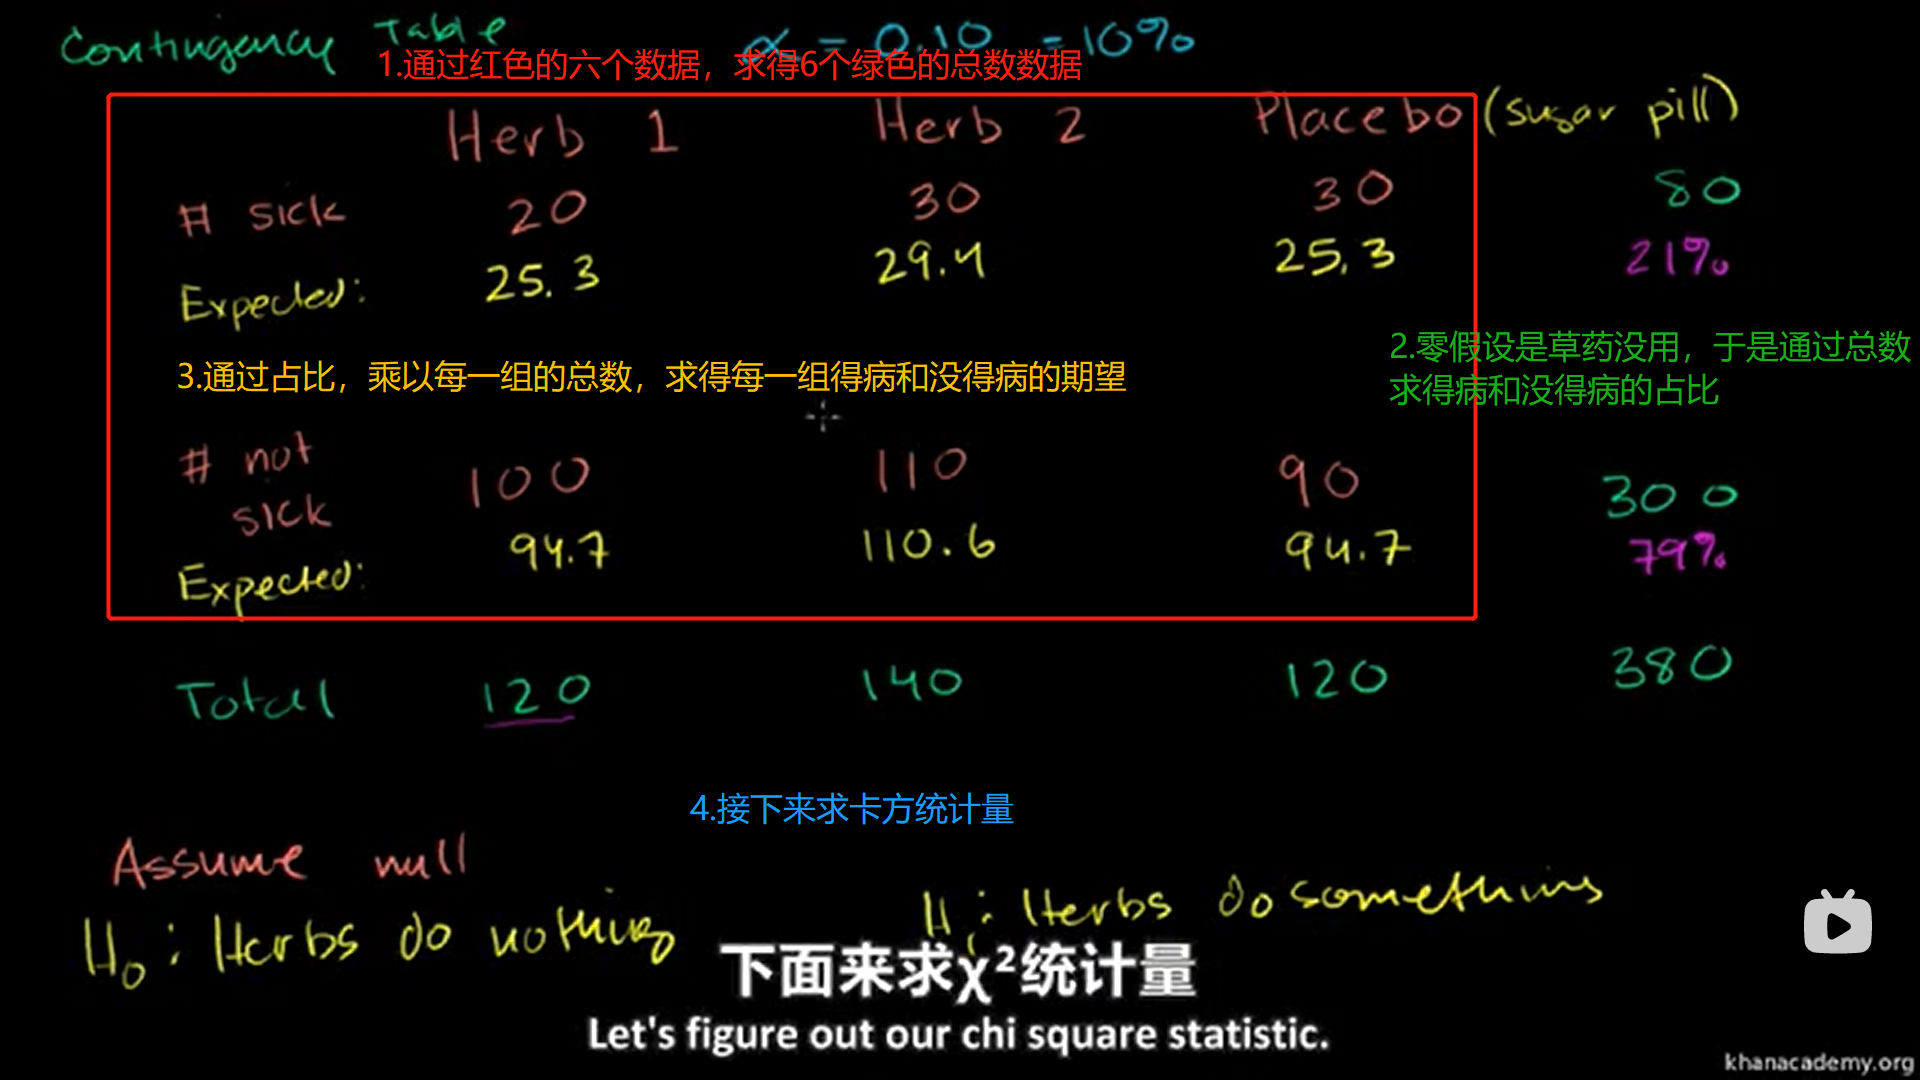 Contingency Table α = 0.10 = 10%
1.通过红色的六个数据，求得6个绿色的总数数据
Herb 1 Herb 2 Placebo (sugar pill)
# sick 20 30 30 80
Expected: 25.3 29.4 25.3 21%
2.零假设是草药没用，于是通过总数
求得病和没得病的占比
3.通过占比，乘以每一组的总数，求得每一组得病和没得病的期望
# not
sick 100 110 90 300
Expected: 94.7 110.6 94.7 79%
Total 120 140 120 380
4.接下来求卡方统计量
Assume null
H₀: Herbs do nothing H₁: Herbs do something
下面来求χ²统计量
Let's figure out our chi square statistic.
khanacademy.org